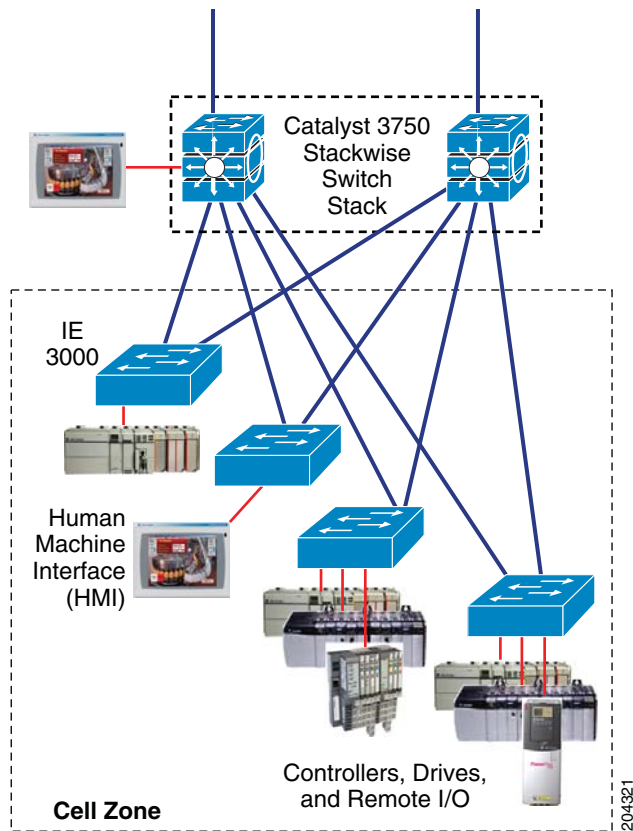 Catalyst 3750
Stackwise
Switch
Stack
IE
3000
Human
Machine
Interface
(HMI)
Controllers, Drives,
and Remote I/O
Cell Zone
204321